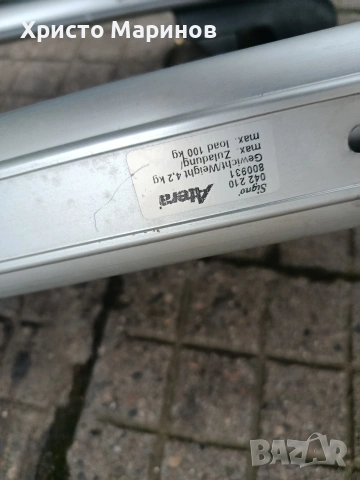 Христо Маринов
Signo
042 210
800931
Gewicht/Weight 4,2 kg
max Zuladung/
max. load 100 kg
Atera
BAZAR